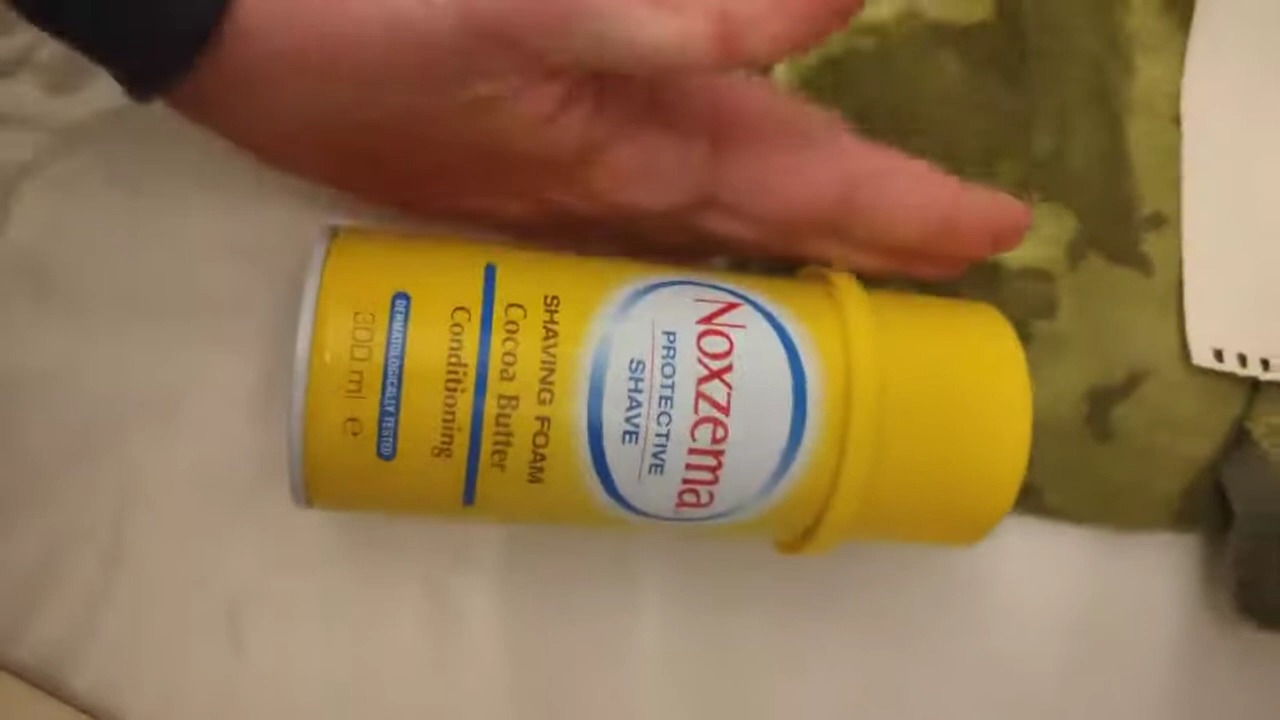 Noxzema
PROTECTIVE
SHAVE
SHAVING FOAM
Cocoa Butter
Conditioning
DERMATOLOGICALLY TESTED
300 ml e